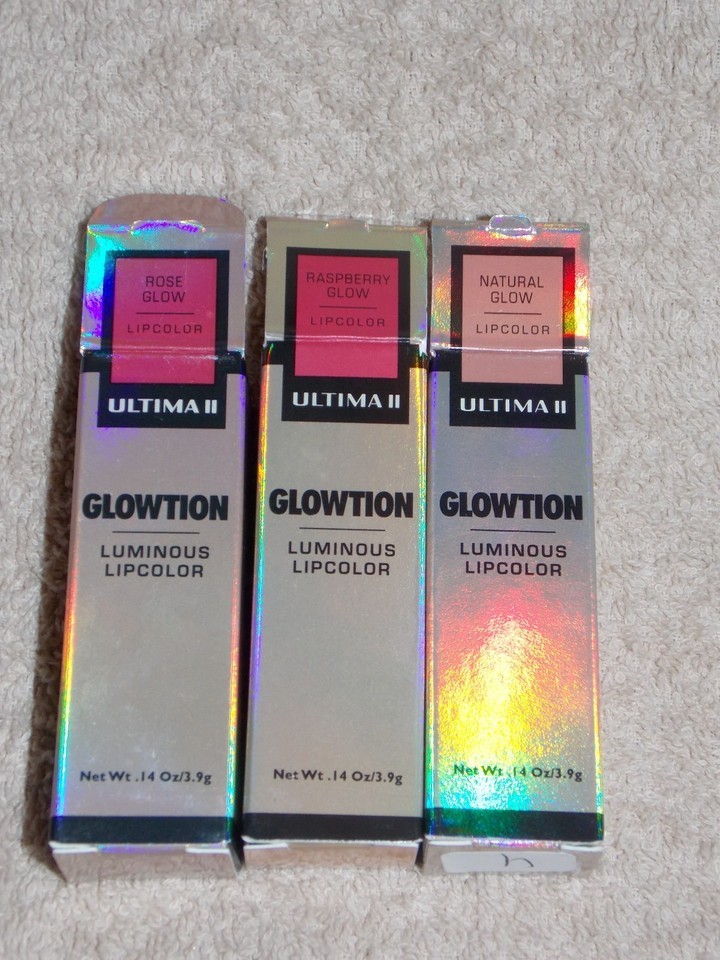 ROSE
GLOW
LIPCOLOR
ULTIMA II
GLOWTION
LUMINOUS
LIPCOLOR
Net Wt .14 Oz/3.9g
RASPBERRY
GLOW
LIPCOLOR
ULTIMA II
GLOWTION
LUMINOUS
LIPCOLOR
Net Wt .14 Oz/3.9g
NATURAL
GLOW
LIPCOLOR
ULTIMA II
GLOWTION
LUMINOUS
LIPCOLOR
Net Wt .14 Oz/3.9g